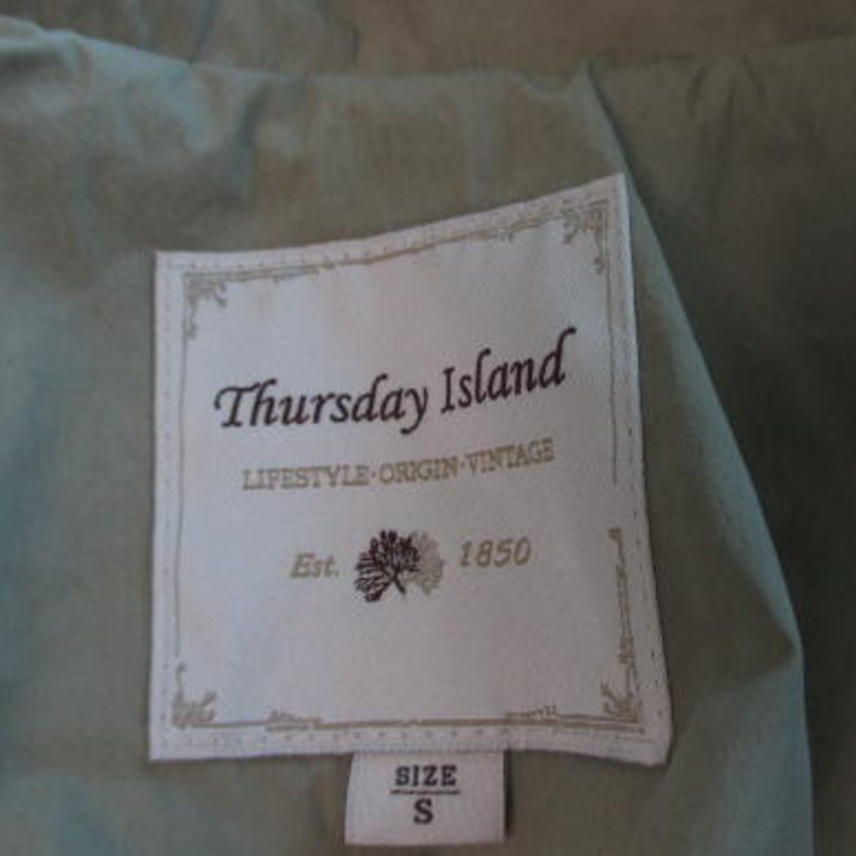 Thursday Island
LIFESTYLE·ORIGIN·VINTAGE
Est. 1850
SIZE
S